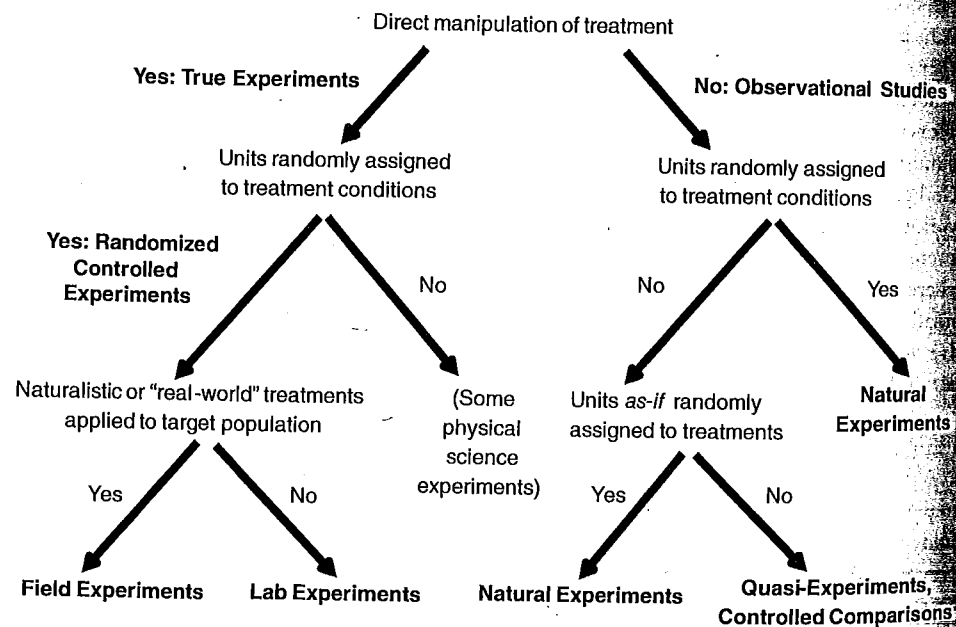 Direct manipulation of treatment
Yes: True Experiments
No: Observational Studies
Units randomly assigned
to treatment conditions
Units randomly assigned
to treatment conditions
Yes: Randomized
Controlled
Experiments
No
No
Yes
Naturalistic or "real-world" treatments
applied to target population
(Some
physical
science
experiments)
Units as-if randomly
assigned to treatments
Natural
Experiments
Yes
No
Yes
No
Field Experiments
Lab Experiments
Natural Experiments
Quasi-Experiments,
Controlled Comparisons